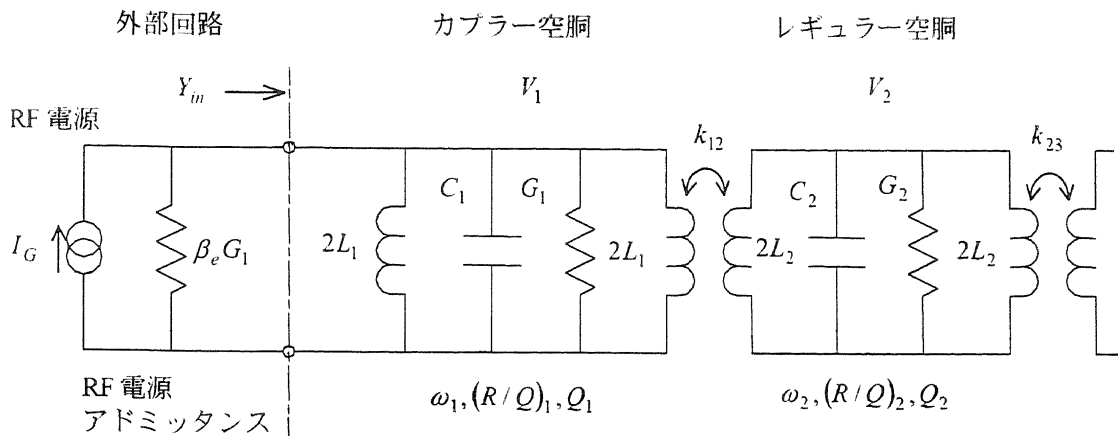 外部回路
カプラー空胴
レギュラー空胴
Y_in
V_1
V_2
RF 電源
k_12
k_23
C_1
G_1
C_2
G_2
I_G
β_e G_1
2L_1
2L_1
2L_2
2L_2
RF 電源
アドミッタンス
ω_1, (R/Q)_1, Q_1
ω_2, (R/Q)_2, Q_2